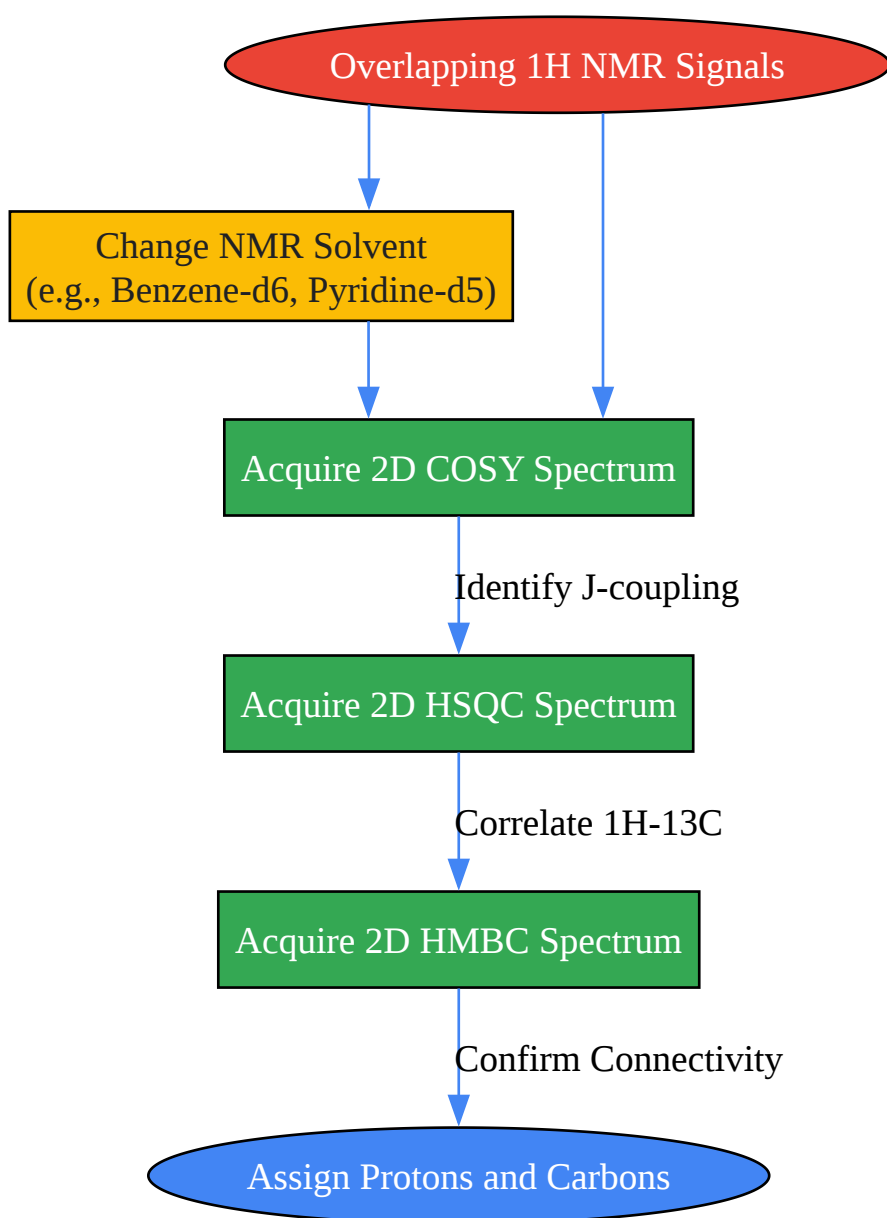 Overlapping 1H NMR Signals
Change NMR Solvent
(e.g., Benzene-d6, Pyridine-d5)
Acquire 2D COSY Spectrum
Identify J-coupling
Acquire 2D HSQC Spectrum
Correlate 1H-13C
Acquire 2D HMBC Spectrum
Confirm Connectivity
Assign Protons and Carbons